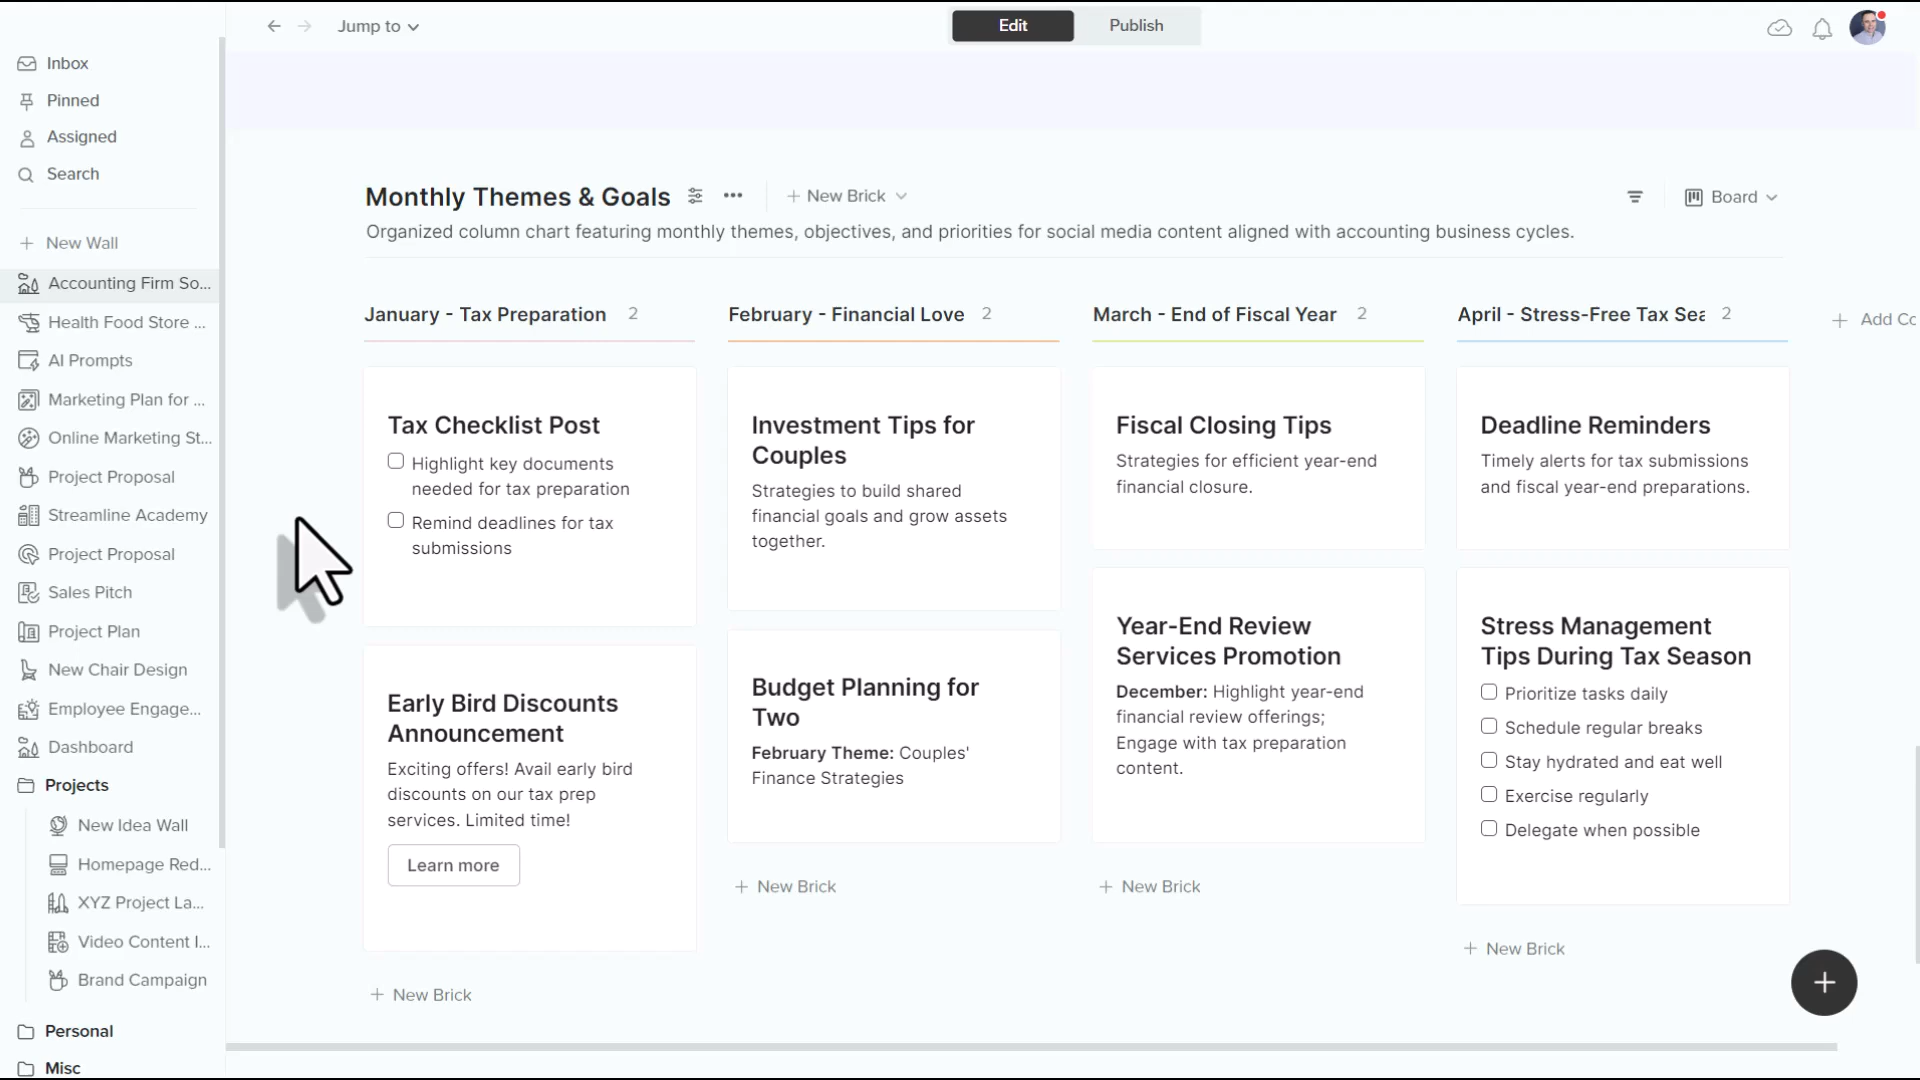 Jump to
Edit
Publish
Inbox
Pinned
Assigned
Search
New Wall
Accounting Firm So...
Health Food Store ...
AI Prompts
Marketing Plan for ...
Online Marketing St...
Project Proposal
Streamline Academy
Project Proposal
Sales Pitch
Project Plan
New Chair Design
Employee Engage...
Dashboard
Projects
New Idea Wall
Homepage Red...
XYZ Project La...
Video Content I...
Brand Campaign
Personal
Misc
Monthly Themes & Goals
New Brick
Board
Organized column chart featuring monthly themes, objectives, and priorities for social media content aligned with accounting business cycles.
January - Tax Preparation 2
Tax Checklist Post
Highlight key documents
needed for tax preparation
Remind deadlines for tax
submissions
Early Bird Discounts
Announcement
Exciting offers! Avail early bird
discounts on our tax prep
services. Limited time!
Learn more
New Brick
February - Financial Love 2
Investment Tips for
Couples
Strategies to build shared
financial goals and grow assets
together.
Budget Planning for
Two
February Theme: Couples'
Finance Strategies
New Brick
March - End of Fiscal Year 2
Fiscal Closing Tips
Strategies for efficient year-end
financial closure.
Year-End Review
Services Promotion
December: Highlight year-end
financial review offerings;
Engage with tax preparation
content.
New Brick
April - Stress-Free Tax Sea 2
Deadline Reminders
Timely alerts for tax submissions
and fiscal year-end preparations.
Stress Management
Tips During Tax Season
Prioritize tasks daily
Schedule regular breaks
Stay hydrated and eat well
Exercise regularly
Delegate when possible
New Brick
Add Co